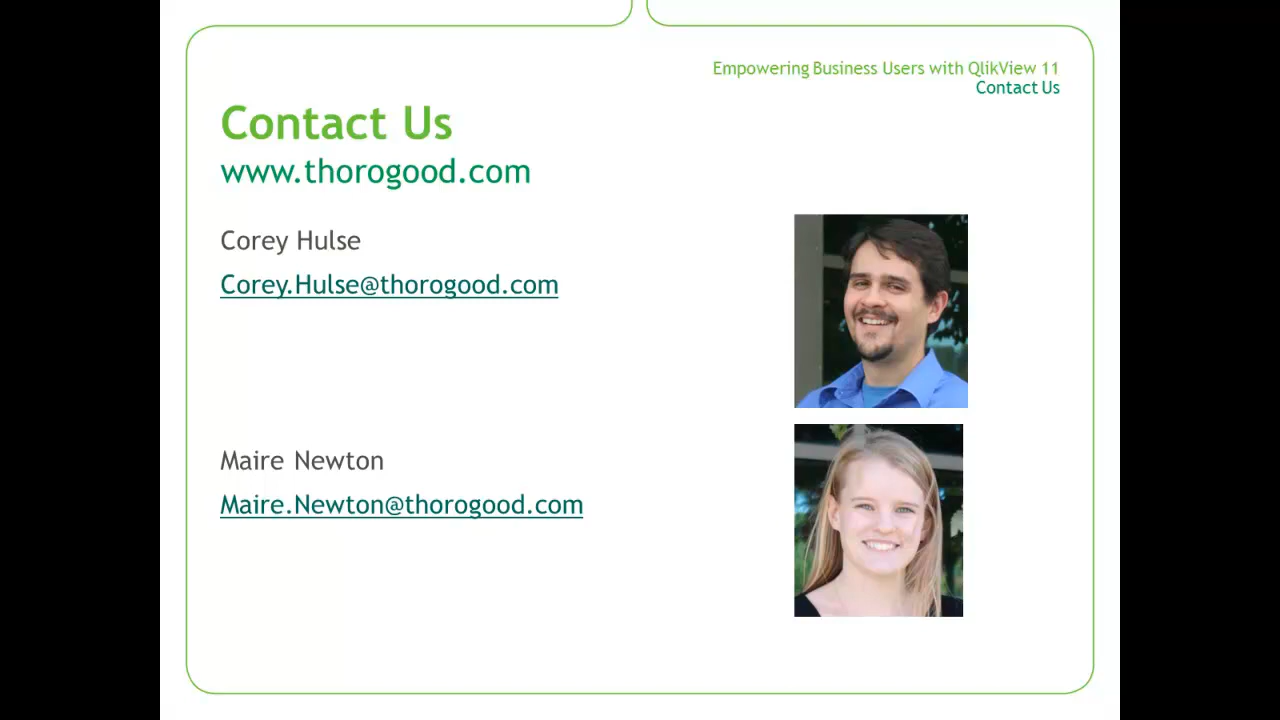 Empowering Business Users with QlikView 11
Contact Us
Contact Us
www.thorogood.com
Corey Hulse
Corey.Hulse@thorogood.com
Maire Newton
Maire.Newton@thorogood.com